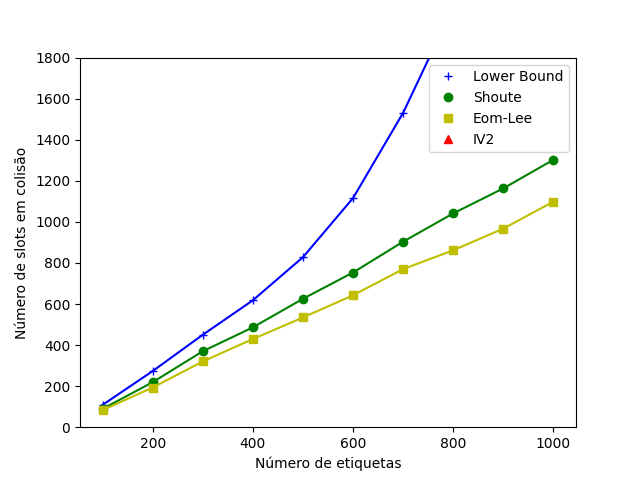 1800
1600
1400
1200
1000
800
600
400
200
0
Número de slots em colisão
Lower Bound
Shoute
Eom-Lee
IV2
200 400 600 800 1000
Número de etiquetas